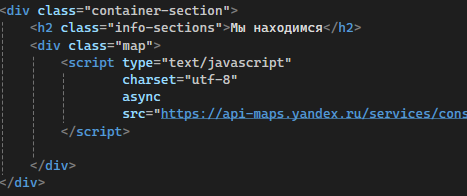 <div class="container-section">
<h2 class="info-sections">Мы находимся</h2>
<div class="map">
<script type="text/javascript"
charset="utf-8"
async
src="https://api-maps.yandex.ru/services/cons
</script>
</div>
</div>